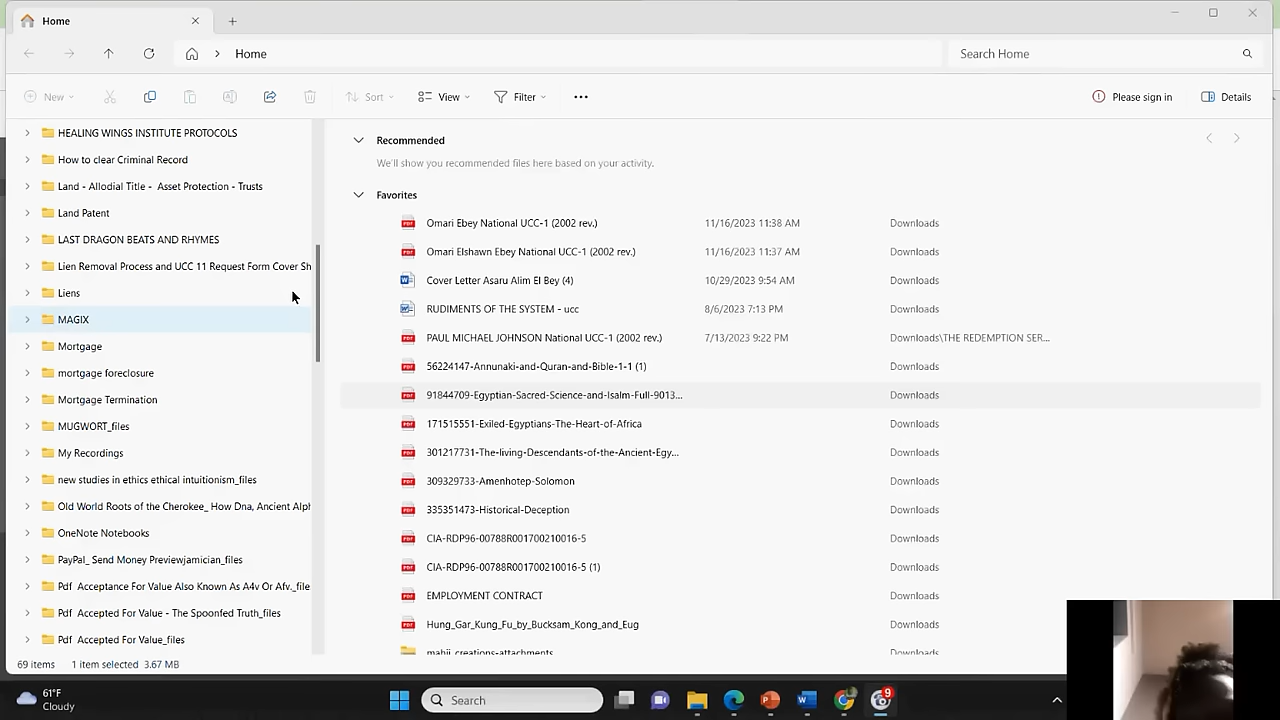 Home
Home
Search Home
New
Sort
View
Filter
Please sign in
Details
HEALING WINGS INSTITUTE PROTOCOLS
How to clear Criminal Record
Land - Allodial Title - Asset Protection - Trusts
Land Patent
LAST DRAGON BEATS AND RHYMES
Lien Removal Process and UCC 11 Request Form Cover Sh
Liens
MAGIX
Mortgage
mortgage foreclosure
Mortgage Termination
MUGWORT_files
My Recordings
new studies in ethics ethical intuitionism_files
Old World Roots of the Cherokee_ How Dna, Ancient Alph
OneNote Notebooks
PayPal_ Send Money Previewjamician_files
Pdf Acceptance For Value Also Known As A4v Or Afv._file
Pdf Accepted For Value - The Spoonfed Truth_files
Pdf Accepted For Value_files
Recommended
We'll show you recommended files here based on your activity.
Favorites
Omari Ebey National UCC-1 (2002 rev.) 11/16/2023 11:38 AM Downloads
Omari Elshawn Ebey National UCC-1 (2002 rev.) 11/16/2023 11:37 AM Downloads
Cover Letter Asaru Alim El Bey (4) 10/29/2023 9:54 AM Downloads
RUDIMENTS OF THE SYSTEM - ucc 8/6/2023 7:13 PM Downloads
PAUL MICHAEL JOHNSON National UCC-1 (2002 rev.) 7/13/2023 9:22 PM Downloads\THE REDEMPTION SER...
56224147-Annunaki-and-Quran-and-Bible-1-1 (1) Downloads
91844709-Egyptian-Sacred-Science-and-Isalm-Full-9013... Downloads
171515551-Exiled-Egyptians-The-Heart-of-Africa Downloads
301217731-The-living-Descendants-of-the-Ancient-Egy... Downloads
309329733-Amenhotep-Solomon Downloads
335351473-Historical-Deception Downloads
CIA-RDP96-00788R001700210016-5 Downloads
CIA-RDP96-00788R001700210016-5 (1) Downloads
EMPLOYMENT CONTRACT Downloads
Hung_Gar_Kung_Fu_by_Bucksam_Kong_and_Eug Downloads
mahji_creations-attachments Downloads
69 items 1 item selected 3.67 MB
61°F
Cloudy
Search
9